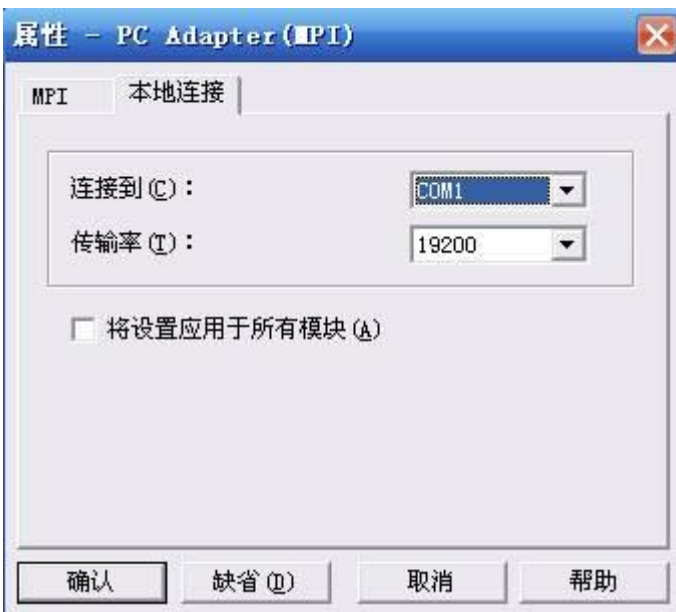 属性 - PC Adapter(MPI)
MPI 本地连接
连接到(C)： COM1
传输率(T)： 19200
将设置应用于所有模块(A)
确认 缺省(D) 取消 帮助